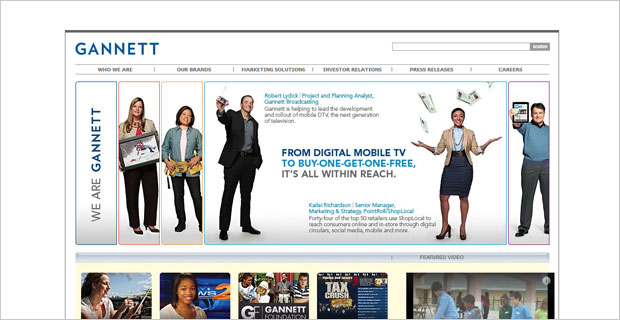 GANNETT
SEARCH
WHO WE ARE | OUR BRANDS | MARKETING SOLUTIONS | INVESTOR RELATIONS | PRESS RELEASES | CAREERS
WE ARE GANNETT
Robert Lydick | Project and Planning Analyst,
Gannett Broadcasting
Gannett is helping to lead the development
and rollout of mobile DTV, the next generation
of television.
FROM DIGITAL MOBILE TV
TO BUY-ONE-GET-ONE-FREE,
IT'S ALL WITHIN REACH.
Kailei Richardson | Senior Manager,
Marketing & Strategy, PointRoll/ShopLocal
Forty-four of the top 50 retailers use ShopLocal to
reach consumers online and in-store through digital
circulars, social media, mobile and more.
| FEATURED VIDEO
WS2
GF GANNETT
FOUNDATION
TAX
CRUSH